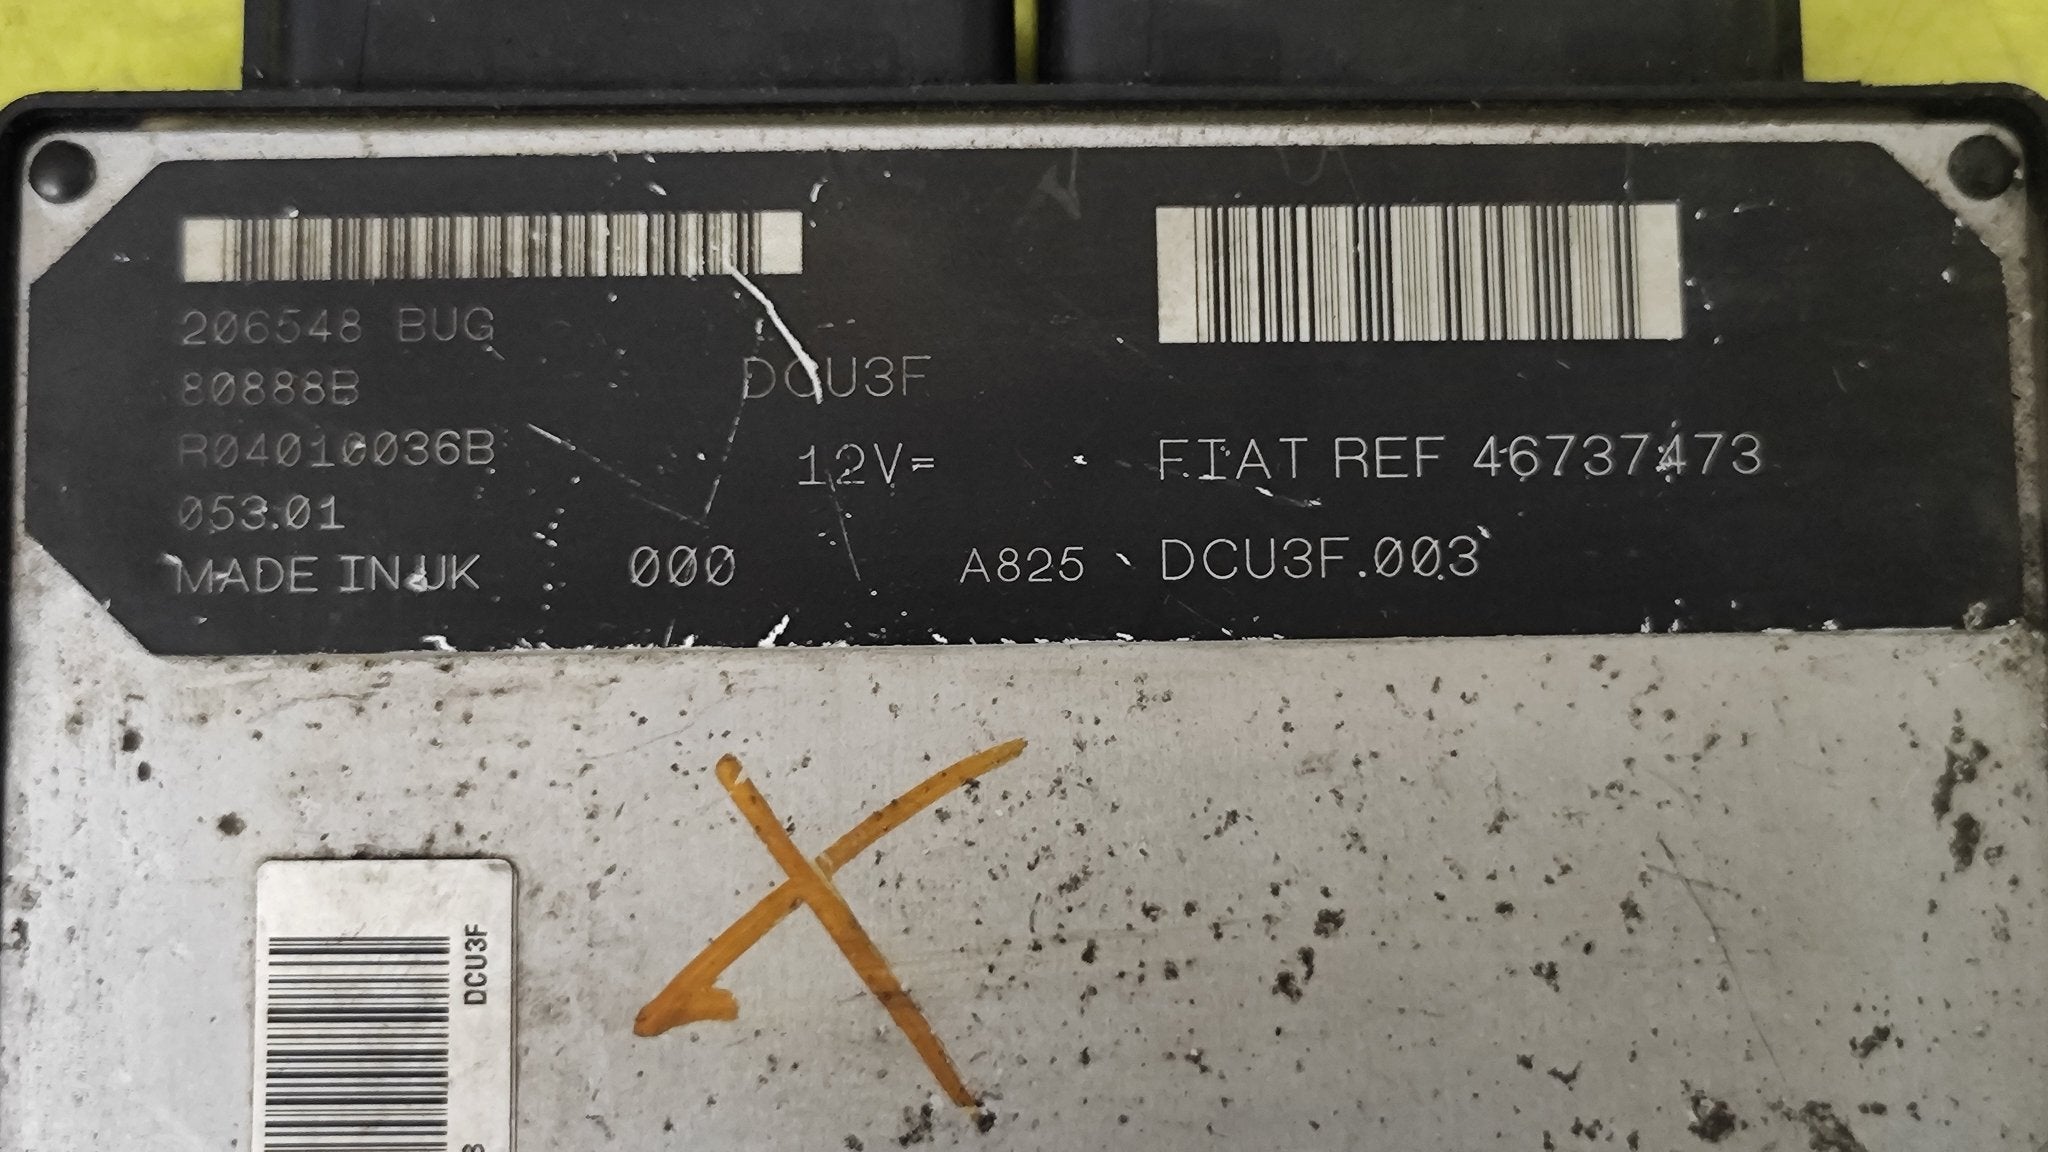 206548 BUG
80888B
DCU3F
R04010036B
12V=
FIAT REF 46737473
053.01
MADE IN UK
000
A825
DCU3F.003
DCU3F